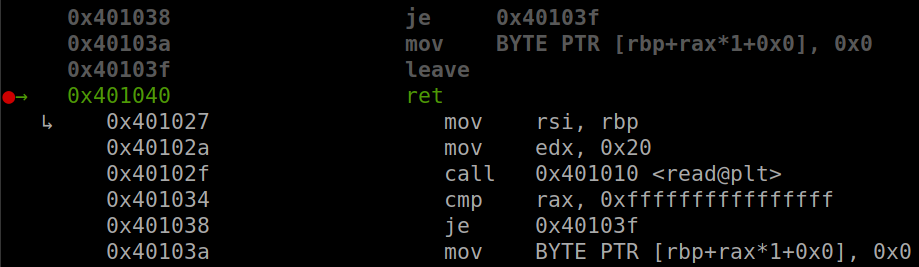 0x401038 je 0x40103f
0x40103a mov BYTE PTR [rbp+rax*1+0x0], 0x0
0x40103f leave
●→ 0x401040 ret
↳ 0x401027 mov rsi, rbp
0x40102a mov edx, 0x20
0x40102f call 0x401010 <read@plt>
0x401034 cmp rax, 0xffffffffffffffff
0x401038 je 0x40103f
0x40103a mov BYTE PTR [rbp+rax*1+0x0], 0x0